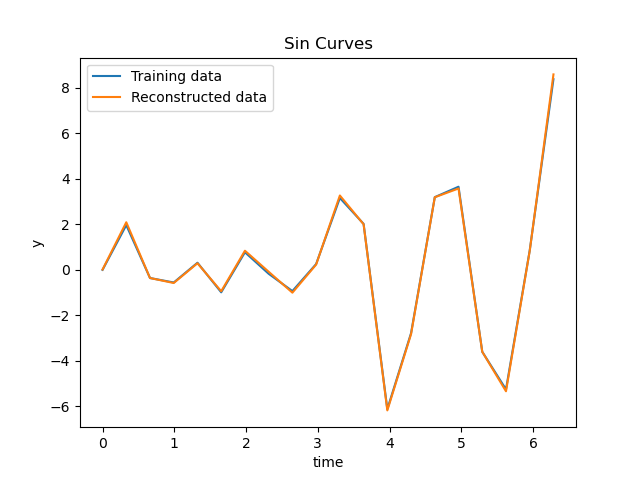 Sin Curves
Training data
Reconstructed data
8
6
4
2
0
−2
−4
−6
y
0 1 2 3 4 5 6
time